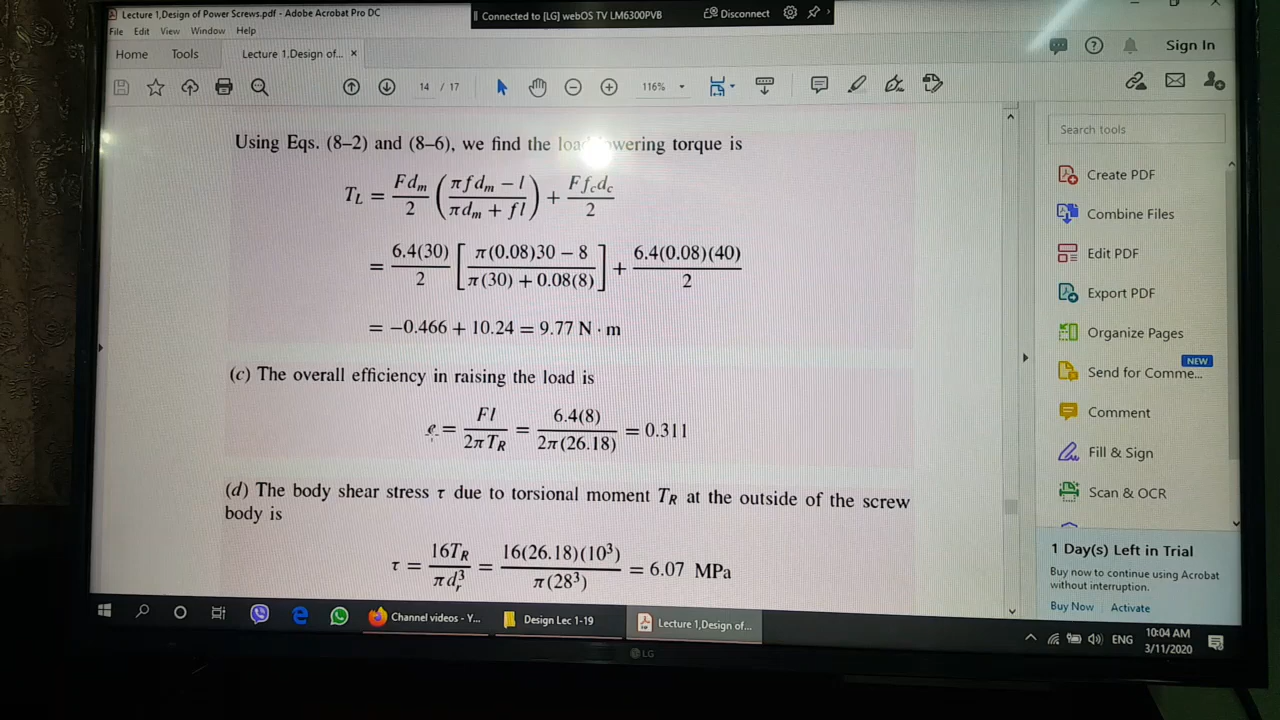 Lecture 1,Design of Power Screws.pdf - Adobe Acrobat Pro DC
Connected to [LG] webOS TV LM6300PVB
Disconnect
File Edit View Window Help
Home Tools Lecture 1,Design of... ×
? Sign In
14 / 17
116%
Using Eqs. (8–2) and (8–6), we find the load lowering torque is
T_L = Fd_m/2 (πfd_m − l / πd_m + fl) + Ff_cd_c/2
= 6.4(30)/2 [π(0.08)30 − 8 / π(30) + 0.08(8)] + 6.4(0.08)(40)/2
= −0.466 + 10.24 = 9.77 N · m
(c) The overall efficiency in raising the load is
e = Fl/2πT_R = 6.4(8)/2π(26.18) = 0.311
(d) The body shear stress τ due to torsional moment T_R at the outside of the screw
body is
τ = 16T_R/πd_r^3 = 16(26.18)(10^3)/π(28^3) = 6.07 MPa
Search tools
Create PDF
Combine Files
Edit PDF
Export PDF
Organize Pages
NEW
Send for Comme...
Comment
Fill & Sign
Scan & OCR
1 Day(s) Left in Trial
Buy now to continue using Acrobat
without interruption.
Buy Now Activate
Channel videos - Y...
Design Lec 1-19
Lecture 1,Design of...
ENG
10:04 AM
3/11/2020
LG